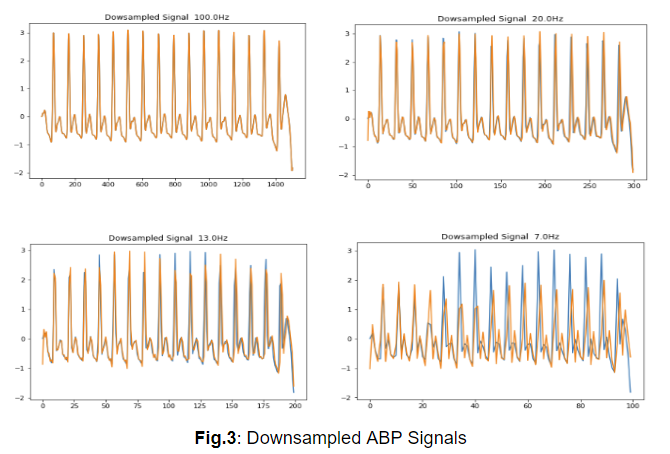 Dowsampled Signal 100.0Hz
3
2
1
0
−1
−2
0 200 400 600 800 1000 1200 1400
Dowsampled Signal 20.0Hz
3
2
1
0
−1
−2
0 50 100 150 200 250 300
Dowsampled Signal 13.0Hz
3
2
1
0
−1
−2
0 25 50 75 100 125 150 175 200
Dowsampled Signal 7.0Hz
3
2
1
0
−1
−2
0 20 40 60 80 100
Fig.3: Downsampled ABP Signals